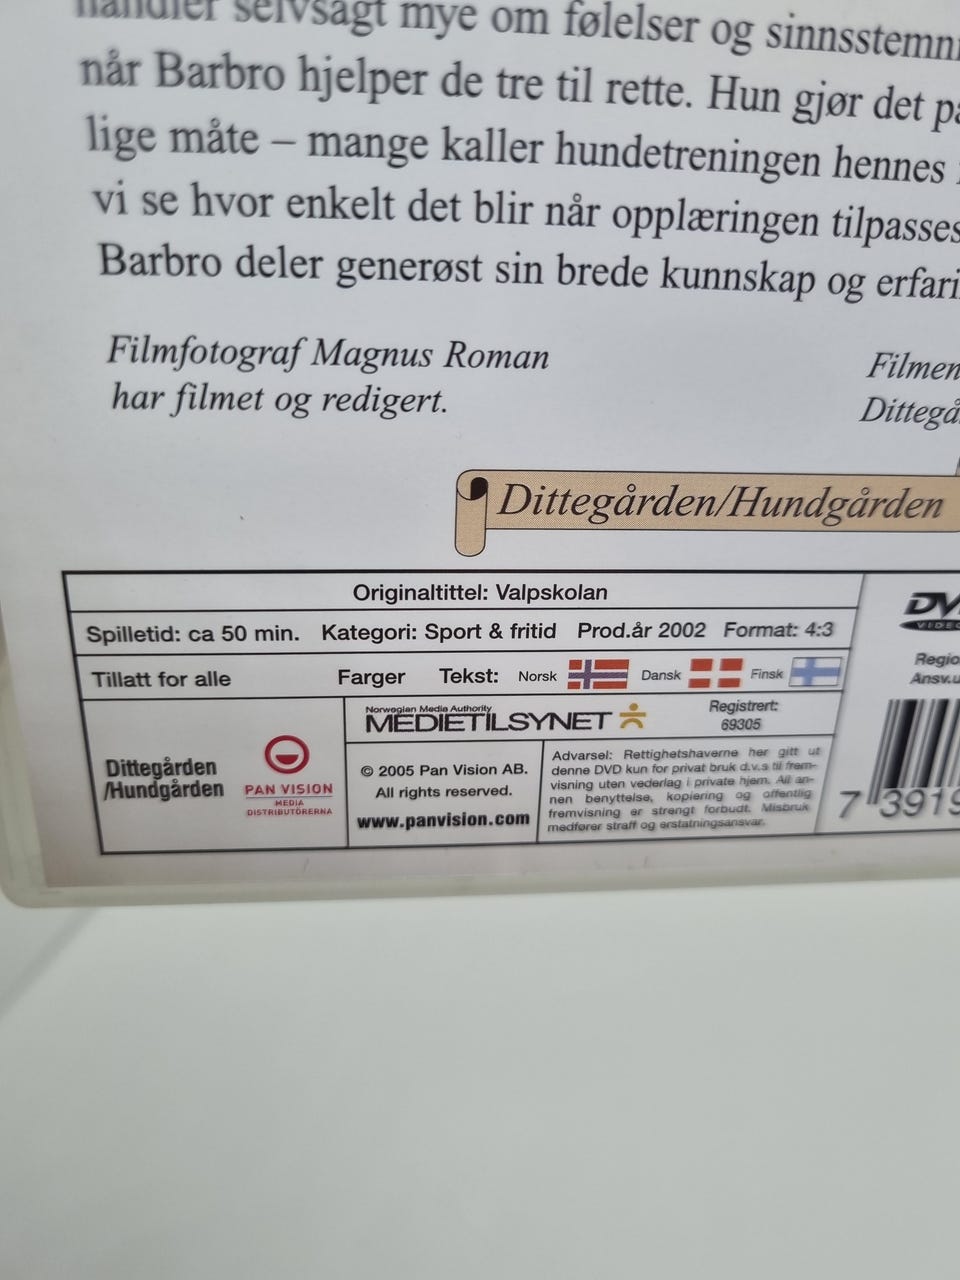 handler selvsagt mye om følelser og
når Barbro hjelper de tre til rette. Hun gjør det
lige måte – mange kaller hundetreningen hennes
vi se hvor enkelt det blir når opplæringen tilpasses
Barbro deler generøst sin brede kunnskap og
Filmfotograf Magnus Roman
har filmet og redigert.
Filmen
Dittegården/Hundgården
Originaltittel: Valpskolan
Spilletid: ca 50 min. Kategori: Sport & fritid Prod.år 2002 Format: 4:3
Tillatt for alle Farger Tekst: Norsk Dansk Finsk
Dittegården
/Hundgården
PAN VISION
MEDIA
DISTRIBUTÖRERNA
Norwegian Media Authority
MEDIETILSYNET
Registrert:
69305
© 2005 Pan Vision AB.
All rights reserved.
www.panvision.com
Advarsel: Rettighetshaverne her gitt ut
denne DVD kun for privat bruk d.v.s til frem-
visning uten vederlag i private hjem. All an-
nen benyttelse, kopiering og offentlig
fremvisning er strengt forbudt. Misbruk
medfører straff og erstatningsansvar.
VIDEO
7 3919